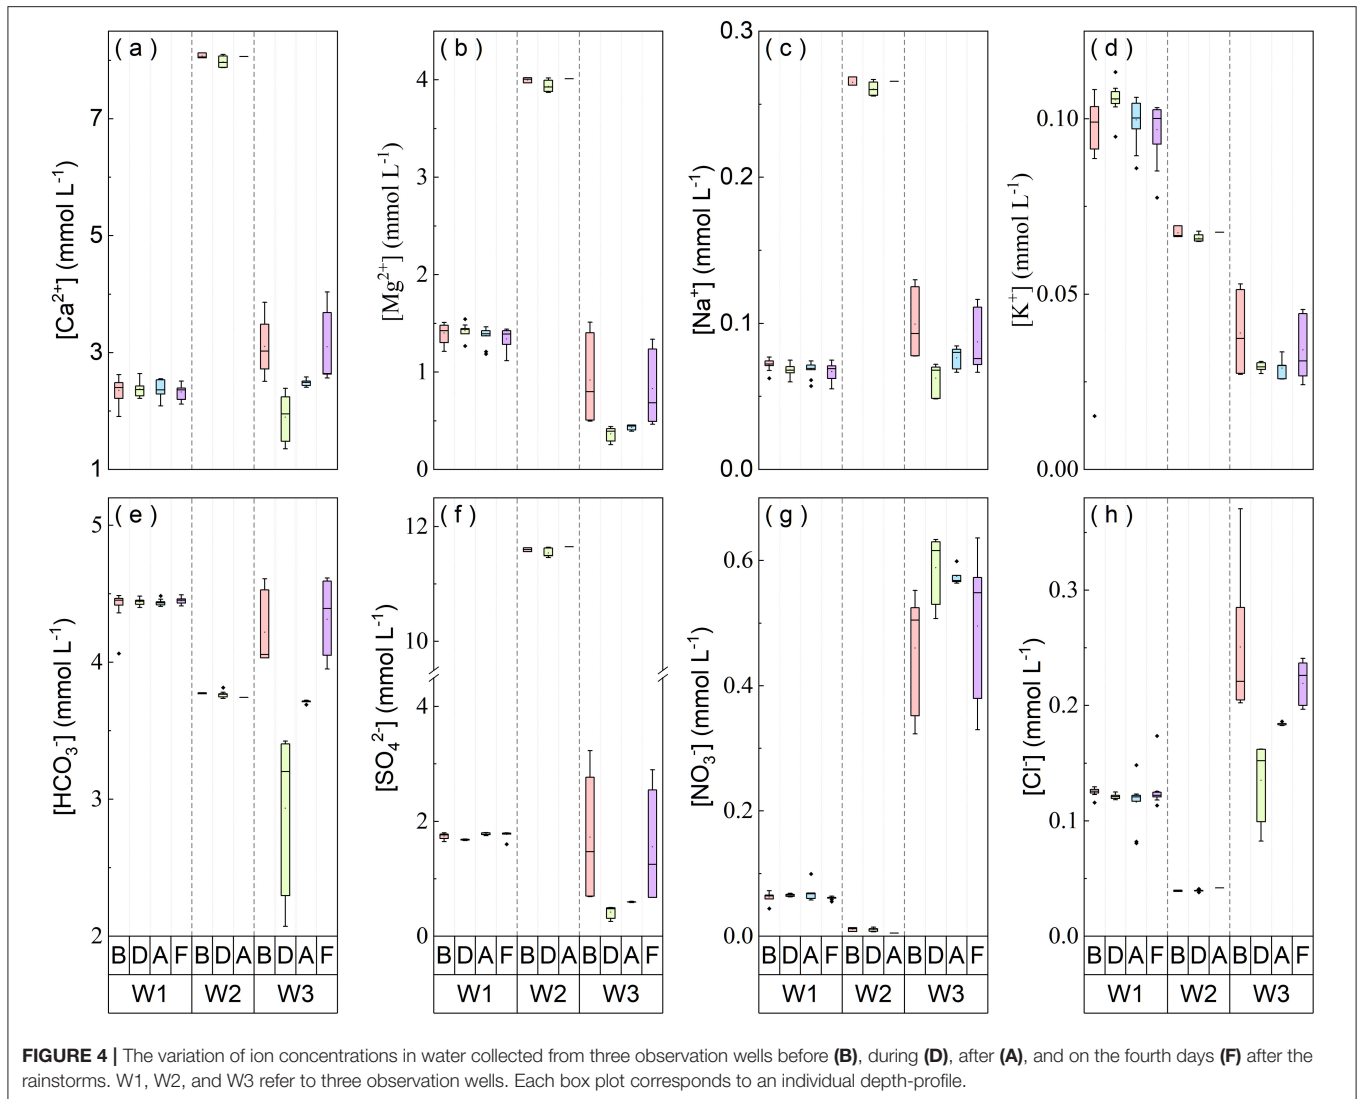 (a)
[Ca2+] (mmol L-1)
7
5
3
1
(b)
[Mg2+] (mmol L-1)
4
3
2
1
0
(c)
[Na+] (mmol L-1)
0.3
0.2
0.1
0.0
(d)
[K+] (mmol L-1)
0.10
0.05
0.00
(e)
[HCO3-] (mmol L-1)
5
4
3
2
(f)
[SO42-] (mmol L-1)
12
10
4
2
0
(g)
[NO3-] (mmol L-1)
0.6
0.4
0.2
0.0
(h)
[Cl-] (mmol L-1)
0.3
0.2
0.1
0.0
B D A F B D A B D A F
W1 W2 W3
B D A F B D A B D A F
W1 W2 W3
B D A F B D A B D A F
W1 W2 W3
B D A F B D A B D A F
W1 W2 W3
FIGURE 4 | The variation of ion concentrations in water collected from three observation wells before (B), during (D), after (A), and on the fourth days (F) after the
rainstorms. W1, W2, and W3 refer to three observation wells. Each box plot corresponds to an individual depth-profile.